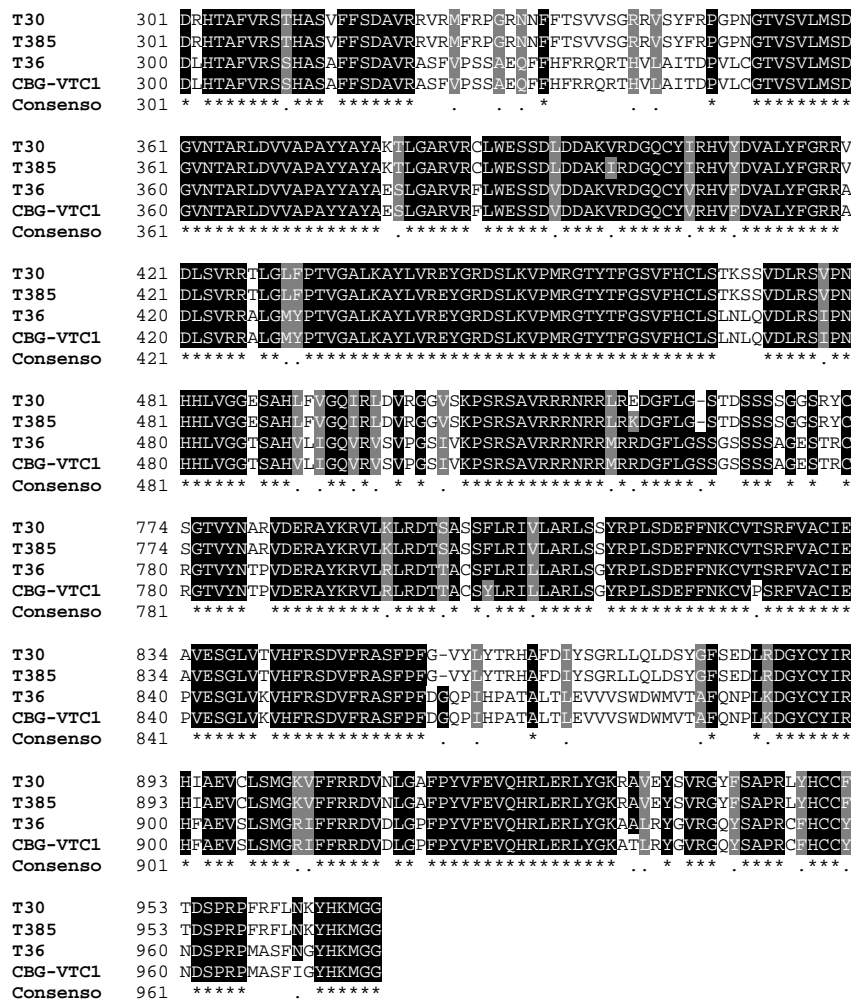 T30 301 DRHTAFVRSTHASVFFSDAVRRVRMFRPGRNNFFTSVVSGRRVSYFRPGPNGTVSVLMSD
T385 301 DRHTAFVRSTHASVFFSDAVRRVRMFRPGRNNFFTSVVSGRRVSYFRPGPNGTVSVLMSD
T36 300 DLHTAFVRSSHASAFFSDAVRASFVPSSAEQFFHFRRQRTHVLAITDPVLCGTVSVLMSD
CBG-VTC1 300 DLHTAFVRSSHASAFFSDAVRASFVPSSAEQFFHFRRQRTHVLAITDPVLCGTVSVLMSD
Consenso 301 * *******.*** *******   .    . . *        . .    *   *********
T30 361 GVNTARLDVVAPAYYAYAKTLGARVRCLWESSDLDDAKVRDGQCYIRHVYDVALYFGRRV
T385 361 GVNTARLDVVAPAYYAYAKTLGARVRCLWESSDLDDAKIRDGQCYIRHVYDVALYFGRRV
T36 360 GVNTARLDVVAPAYYAYAESLGARVRFLWESSDVDDAKVRDGQCYVRHVFDVALYFGRRA
CBG-VTC1 360 GVNTARLDVVAPAYYAYAESLGARVRFLWESSDVDDAKVRDGQCYVRHVFDVALYFGRRA
Consenso 361 ****************** .****** ******.****.******.***.*********
T30 421 DLSVRRTLGLFPTVGALKAYLVREYGRDSLKVPMRGTYTFGSVFHCLSTKSSVDLRSVPN
T385 421 DLSVRRTLGLFPTVGALKAYLVREYGRDSLKVPMRGTYTFGSVFHCLSTKSSVDLRSVPN
T36 420 DLSVRRALGMYPTVGALKAYLVREYGRDSLKVPMRGTYTFGSVFHCLSLNLQVDLRSIPN
CBG-VTC1 420 DLSVRRALGMYPTVGALKAYLVREYGRDSLKVPMRGTYTFGSVFHCLSLNLQVDLRSIPN
Consenso 421 ****** **..*************************************    *****.**
T30 481 HHLVGGESAHLFVGQIRLDVRGGVSKPSRSAVRRRNRRLREDGFLG-STDSSSSGGSRYC
T385 481 HHLVGGESAHLFVGQIRLDVRGGVSKPSRSAVRRRNRRLRKDGFLG-STDSSSSGGSRYC
T36 480 HHLVGGTSAHVLIGQVRVSVPGSIVKPSRSAVRRRNRRMRRDGFLGSSGSSSSAGESTRC
CBG-VTC1 480 HHLVGGTSAHVLIGQVRVSVPGSIVKPSRSAVRRRNRRMRRDGFLGSSGSSSSAGESTRC
Consenso 481 ****** ***. .**.*. * * . *************.*.***** * *** * *  *
T30 774 SGTVYNARVDERAYKRVLKLRDTSASSFLRIVLARLSSYRPLSDEFFNKCVTSRFVACIE
T385 774 SGTVYNARVDERAYKRVLKLRDTSASSFLRIVLARLSSYRPLSDEFFNKCVTSRFVACIE
T36 780 RGTVYNTPVDERAYKRVLRLRDTTACSFLRILLARLSGYRPLSDEFFNKCVTSRFVACIE
CBG-VTC1 780 RGTVYNTPVDERAYKRVLRLRDTTACSYLRILLARLSGYRPLSDEFFNKCVPSRFVACIE
Consenso 781  *****  **********.****.* *.***.***** *************.********
T30 834 AVESGLVTVHFRSDVFRASFPFG-VYLYTRHAFDIYSGRLLQLDSYGFSEDLRDGYCYIR
T385 834 AVESGLVTVHFRSDVFRASFPFG-VYLYTRHAFDIYSGRLLQLDSYGFSEDLRDGYCYIR
T36 840 PVESGLVKVHFRSDVFRASFPFDGQPIHPATALTLEVVVSWDWMVTAFQNPLKDGYCYIR
CBG-VTC1 840 PVESGLVKVHFRSDVFRASFPFDGQPIHPATALTLEVVVSWDWMVTAFQNPLKDGYCYIR
Consenso 841  ****** ************** .   .    *  .            .*   *.********
T30 893 HIAEVCLSMGKVFFRRDVNLGAFPYVFEVQHRLERLYGKRAVEYSVRGYFSAPRLYHCCF
T385 893 HIAEVCLSMGKVFFRRDVNLGAFPYVFEVQHRLERLYGKRAVEYSVRGYFSAPRLYHCCF
T36 900 HFAEVSLSMGRIFFRRDVDLGPFPYVFEVQHRLERLYGKAALRYGVRGQYSAPRCFHCCY
CBG-VTC1 900 HFAEVSLSMGRIFFRRDVDLGPFPYVFEVQHRLERLYGKATLRYGVRGQYSAPRCFHCCY
Consenso 901 * *** ****..****** ** ***************** .. * *** .**** .***.
T30 953 TDSPRPFRFLNKYHKMGG
T385 953 TDSPRPFRFLNKYHKMGG
T36 960 NDSPRPMASFNGYHKMGG
CBG-VTC1 960 NDSPRPMASFIGYHKMGG
Consenso 961  *****    . ******